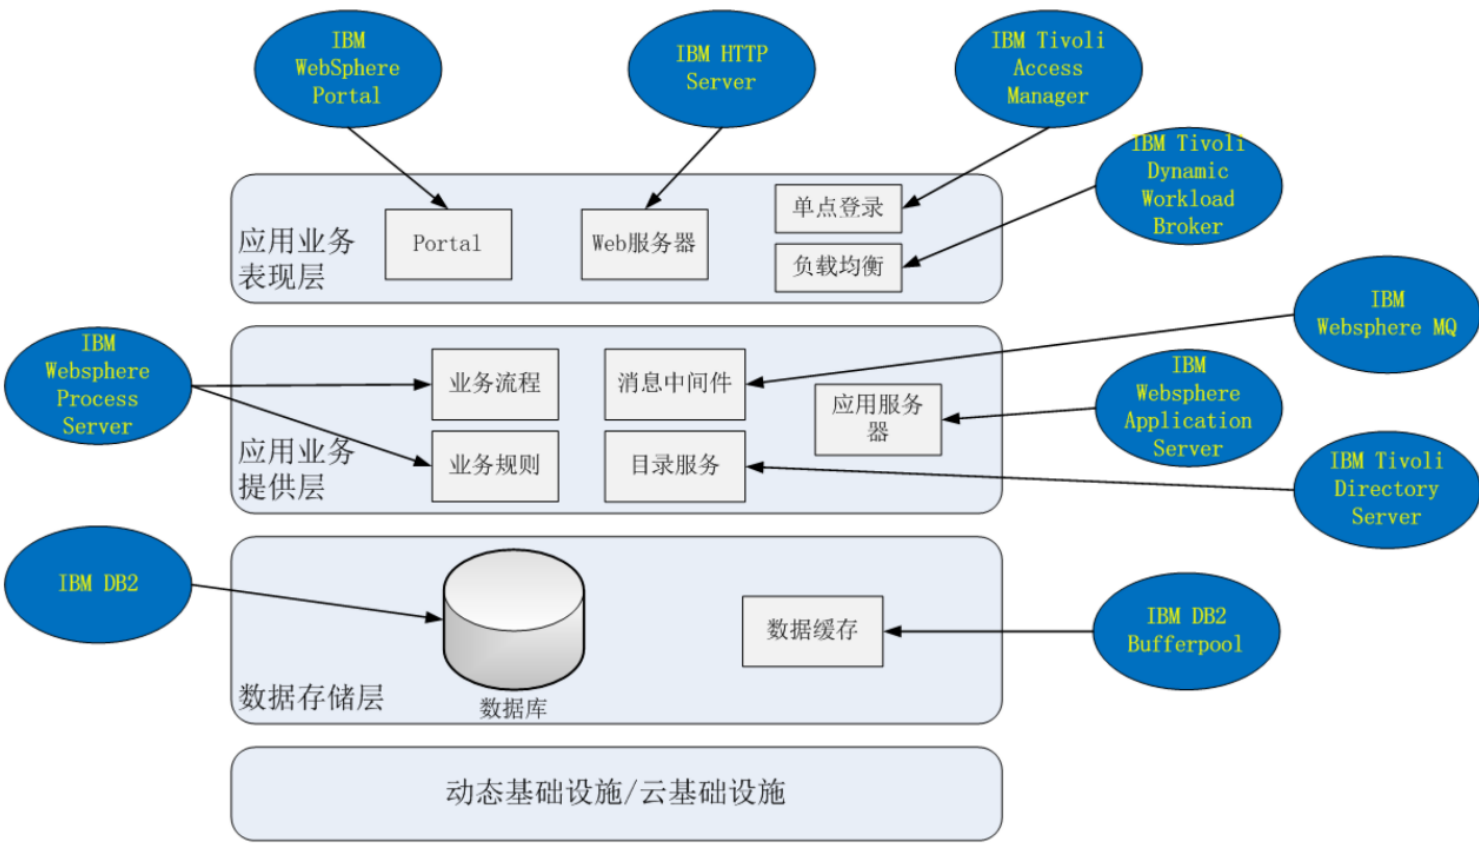 IBM
WebSphere
Portal
IBM HTTP
Server
IBM Tivoli
Access
Manager
IBM Tivoli
Dynamic
Workload
Broker
应用业务
表现层
Portal
Web服务器
单点登录
负载均衡
IBM
Websphere MQ
IBM
Websphere
Process
Server
应用业务
提供层
业务流程
消息中间件
应用服务
器
业务规则
目录服务
IBM
Websphere
Application
Server
IBM Tivoli
Directory
Server
IBM DB2
数据存储层
数据库
数据缓存
IBM DB2
Bufferpool
动态基础设施/云基础设施